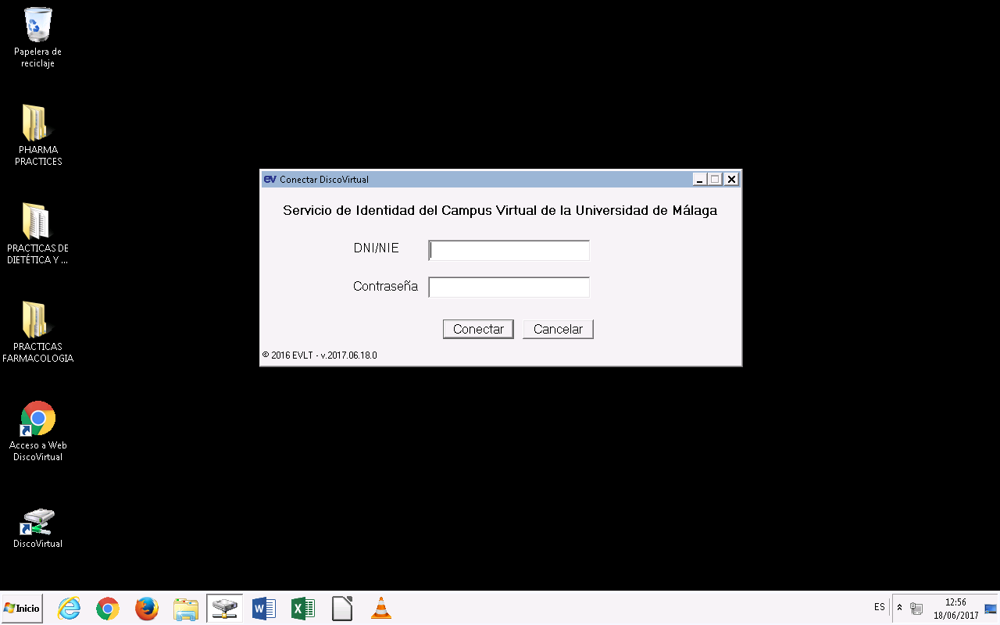 Papelera de
reciclaje
PHARMA
PRACTICES
PRACTICAS DE
DIETÉTICA Y ...
PRACTICAS
FARMACOLOGIA
Acceso a Web
DiscoVirtual
DiscoVirtual
ev Conectar DiscoVirtual
Servicio de Identidad del Campus Virtual de la Universidad de Málaga
DNI/NIE
Contraseña
Conectar Cancelar
© 2016 EVLT - v.2017.06.18.0
Inicio
ES
12:56
18/06/2017